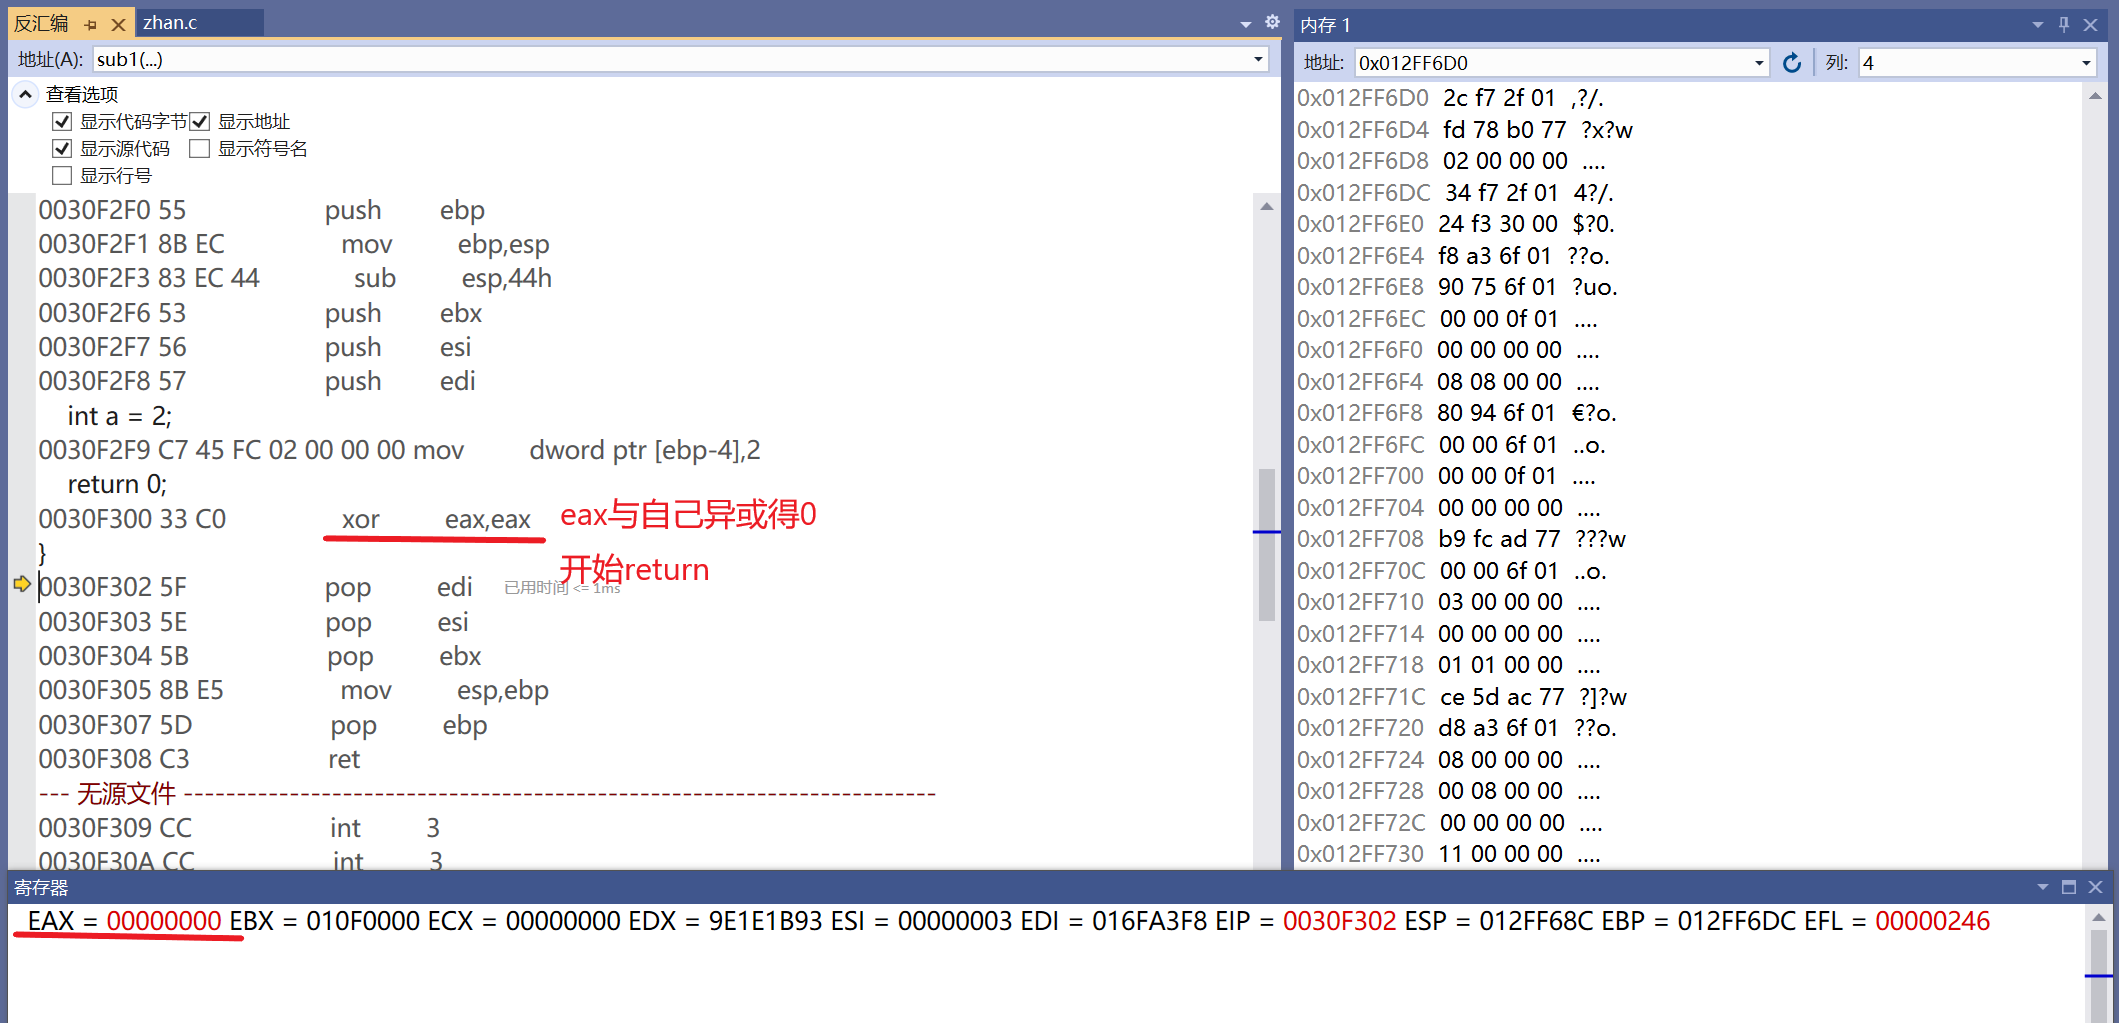 反汇编 zhan.c
地址(A): sub1(...)
查看选项
显示代码字节 显示地址
显示源代码 显示符号名
显示行号
0030F2F0 55 push ebp
0030F2F1 8B EC mov ebp,esp
0030F2F3 83 EC 44 sub esp,44h
0030F2F6 53 push ebx
0030F2F7 56 push esi
0030F2F8 57 push edi
int a = 2;
0030F2F9 C7 45 FC 02 00 00 00 mov dword ptr [ebp-4],2
return 0;
0030F300 33 C0 xor eax,eax eax与自己异或得0
}
开始return
0030F302 5F pop edi 已用时间 <= 1ms
0030F303 5E pop esi
0030F304 5B pop ebx
0030F305 8B E5 mov esp,ebp
0030F307 5D pop ebp
0030F308 C3 ret
--- 无源文件 -----------------------------------------------------------------------
0030F309 CC int 3
0030F30A CC int 3
内存 1
地址: 0x012FF6D0 列: 4
0x012FF6D0 2c f7 2f 01 ,?/.
0x012FF6D4 fd 78 b0 77 ?x?w
0x012FF6D8 02 00 00 00 ....
0x012FF6DC 34 f7 2f 01 4?/.
0x012FF6E0 24 f3 30 00 $?0.
0x012FF6E4 f8 a3 6f 01 ??o.
0x012FF6E8 90 75 6f 01 ?uo.
0x012FF6EC 00 00 0f 01 ....
0x012FF6F0 00 00 00 00 ....
0x012FF6F4 08 08 00 00 ....
0x012FF6F8 80 94 6f 01 €?o.
0x012FF6FC 00 00 6f 01 ..o.
0x012FF700 00 00 0f 01 ....
0x012FF704 00 00 00 00 ....
0x012FF708 b9 fc ad 77 ???w
0x012FF70C 00 00 6f 01 ..o.
0x012FF710 03 00 00 00 ....
0x012FF714 00 00 00 00 ....
0x012FF718 01 01 00 00 ....
0x012FF71C ce 5d ac 77 ?]?w
0x012FF720 d8 a3 6f 01 ??o.
0x012FF724 08 00 00 00 ....
0x012FF728 00 08 00 00 ....
0x012FF72C 00 00 00 00 ....
0x012FF730 11 00 00 00 ....
寄存器
EAX = 00000000 EBX = 010F0000 ECX = 00000000 EDX = 9E1E1B93 ESI = 00000003 EDI = 016FA3F8 EIP = 0030F302 ESP = 012FF68C EBP = 012FF6DC EFL = 00000246